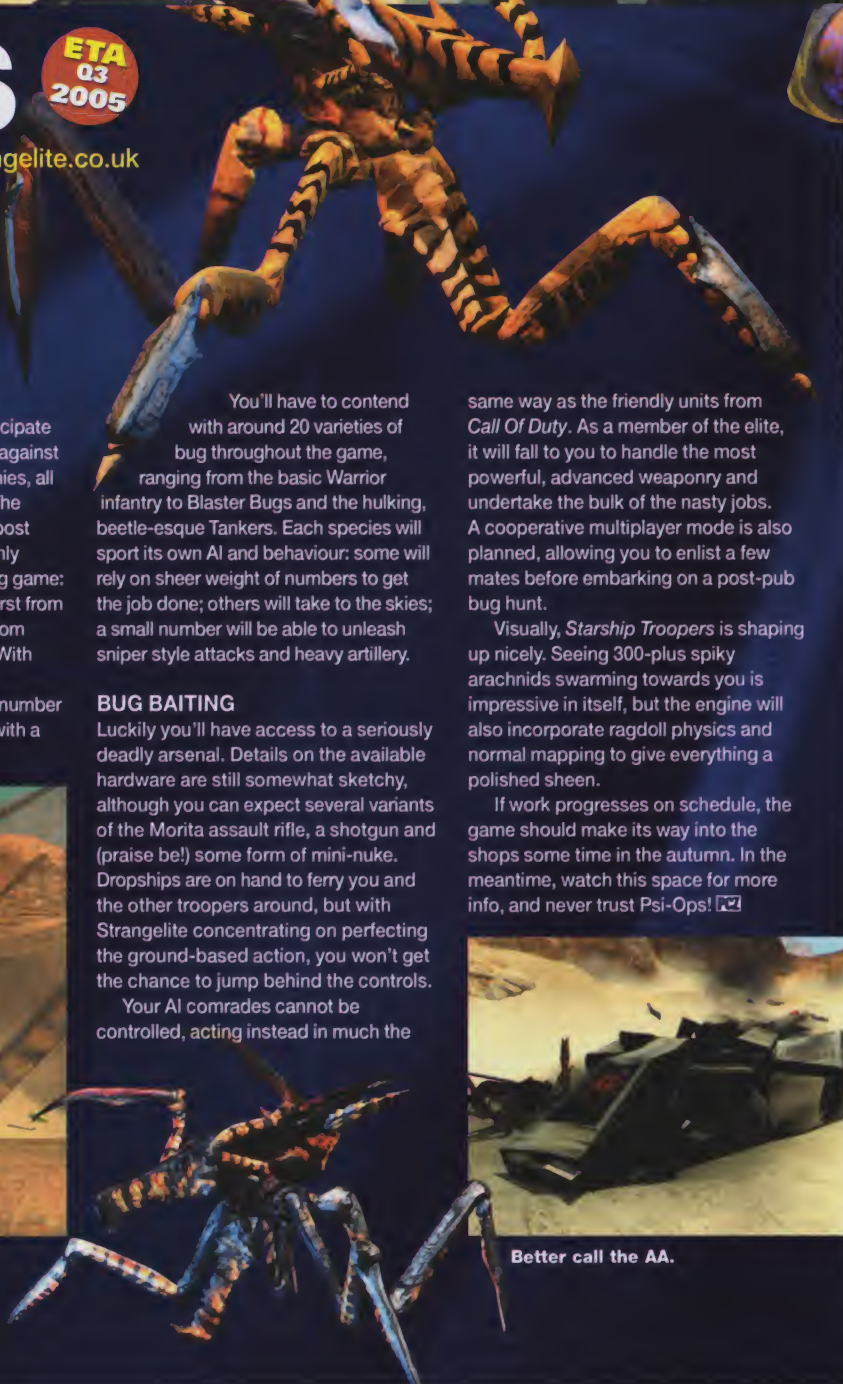 S
ETA
Q3
2005
ngelite.co.uk
cipate
against
nies, all
he
post
nly
g game:
rst from
om
With
number
with a
You'll have to contend
with around 20 varieties of
bug throughout the game,
ranging from the basic Warrior
infantry to Blaster Bugs and the hulking,
beetle-esque Tankers. Each species will
sport its own AI and behaviour: some will
rely on sheer weight of numbers to get
the job done; others will take to the skies;
a small number will be able to unleash
sniper style attacks and heavy artillery.
BUG BAITING
Luckily you'll have access to a seriously
deadly arsenal. Details on the available
hardware are still somewhat sketchy,
although you can expect several variants
of the Morita assault rifle, a shotgun and
(praise be!) some form of mini-nuke.
Dropships are on hand to ferry you and
the other troopers around, but with
Strangelite concentrating on perfecting
the ground-based action, you won't get
the chance to jump behind the controls.
Your AI comrades cannot be
controlled, acting instead in much the
same way as the friendly units from
Call Of Duty. As a member of the elite,
it will fall to you to handle the most
powerful, advanced weaponry and
undertake the bulk of the nasty jobs.
A cooperative multiplayer mode is also
planned, allowing you to enlist a few
mates before embarking on a post-pub
bug hunt.
Visually, Starship Troopers is shaping
up nicely. Seeing 300-plus spiky
arachnids swarming towards you is
impressive in itself, but the engine will
also incorporate ragdoll physics and
normal mapping to give everything a
polished sheen.
If work progresses on schedule, the
game should make its way into the
shops some time in the autumn. In the
meantime, watch this space for more
info, and never trust Psi-Ops! PCZ
Better call the AA.